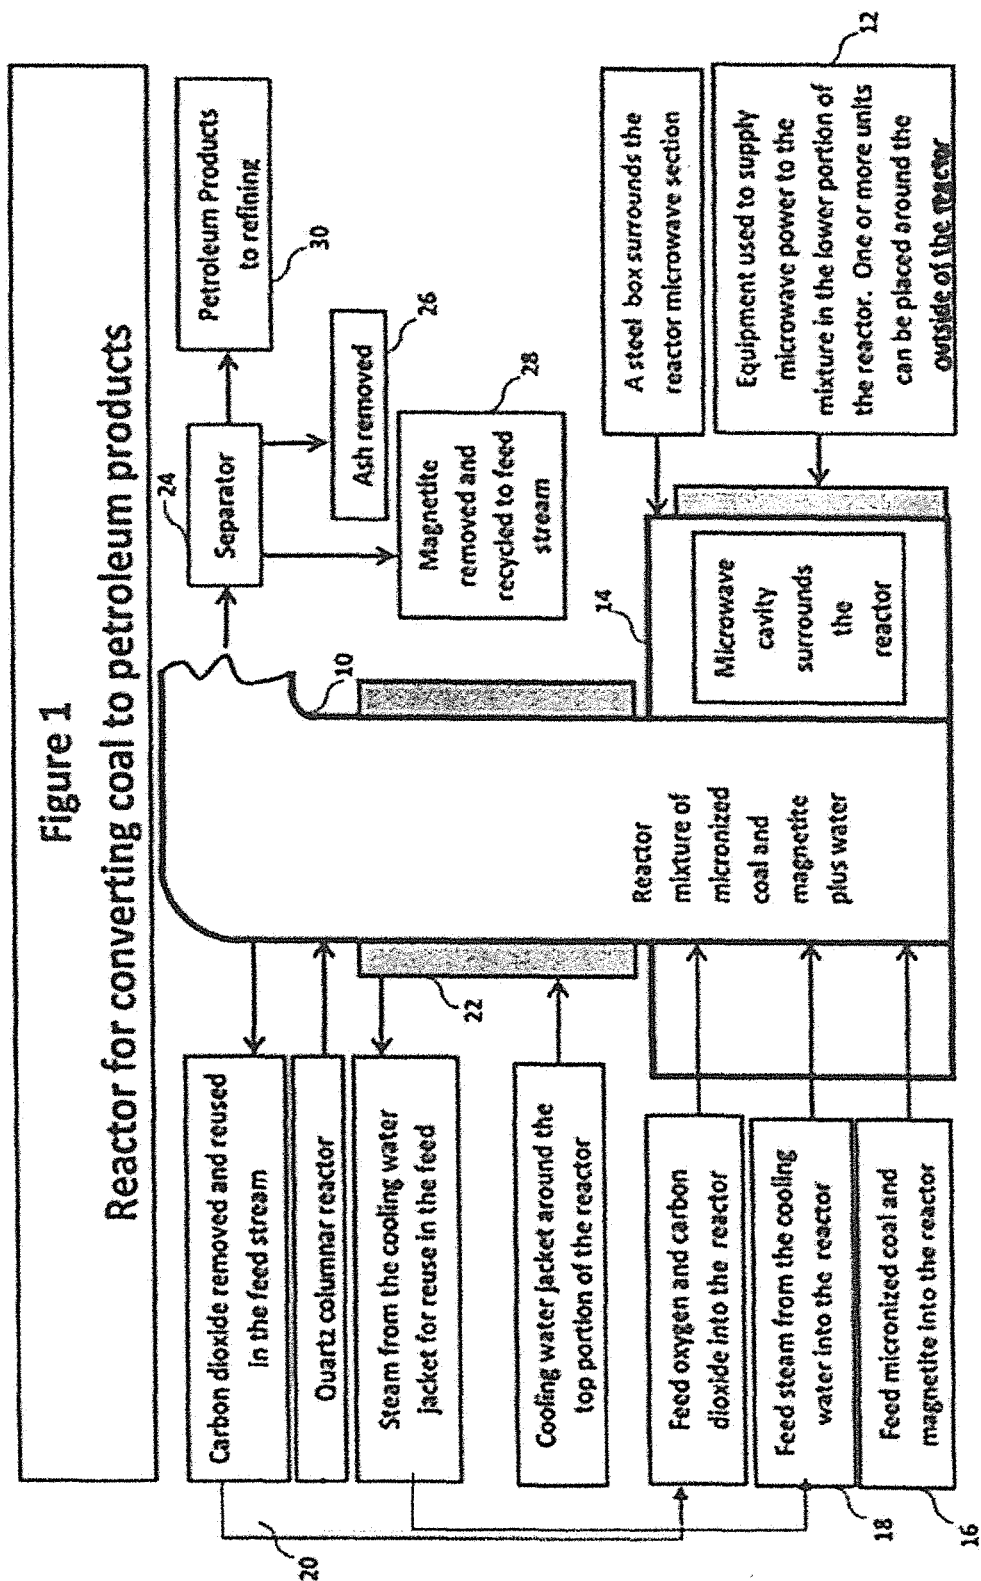 Figure 1
Reactor for converting coal to petroleum products
Carbon dioxide removed and reused
in the feed stream
20
Quartz columnar reactor
Steam from the cooling water
jacket for reuse in the feed
22
Cooling water jacket around the
top portion of the reactor
Feed oxygen and carbon
dioxide into the reactor
Feed steam from the cooling
water into the reactor
18
Feed micronized coal and
magnetite into the reactor
16
10
Reactor
mixture of
micronized
coal and
magnetite
plus water
24
Separator
Petroleum Products
to refining
30
Ash removed
26
Magnetite
removed and
recycled to feed
stream
28
14
Microwave
cavity
surrounds
the
reactor
A steel box surrounds the
reactor microwave section
Equipment used to supply
microwave power to the
mixture in the lower portion of
the reactor. One or more units
can be placed around the
outside of the reactor
12